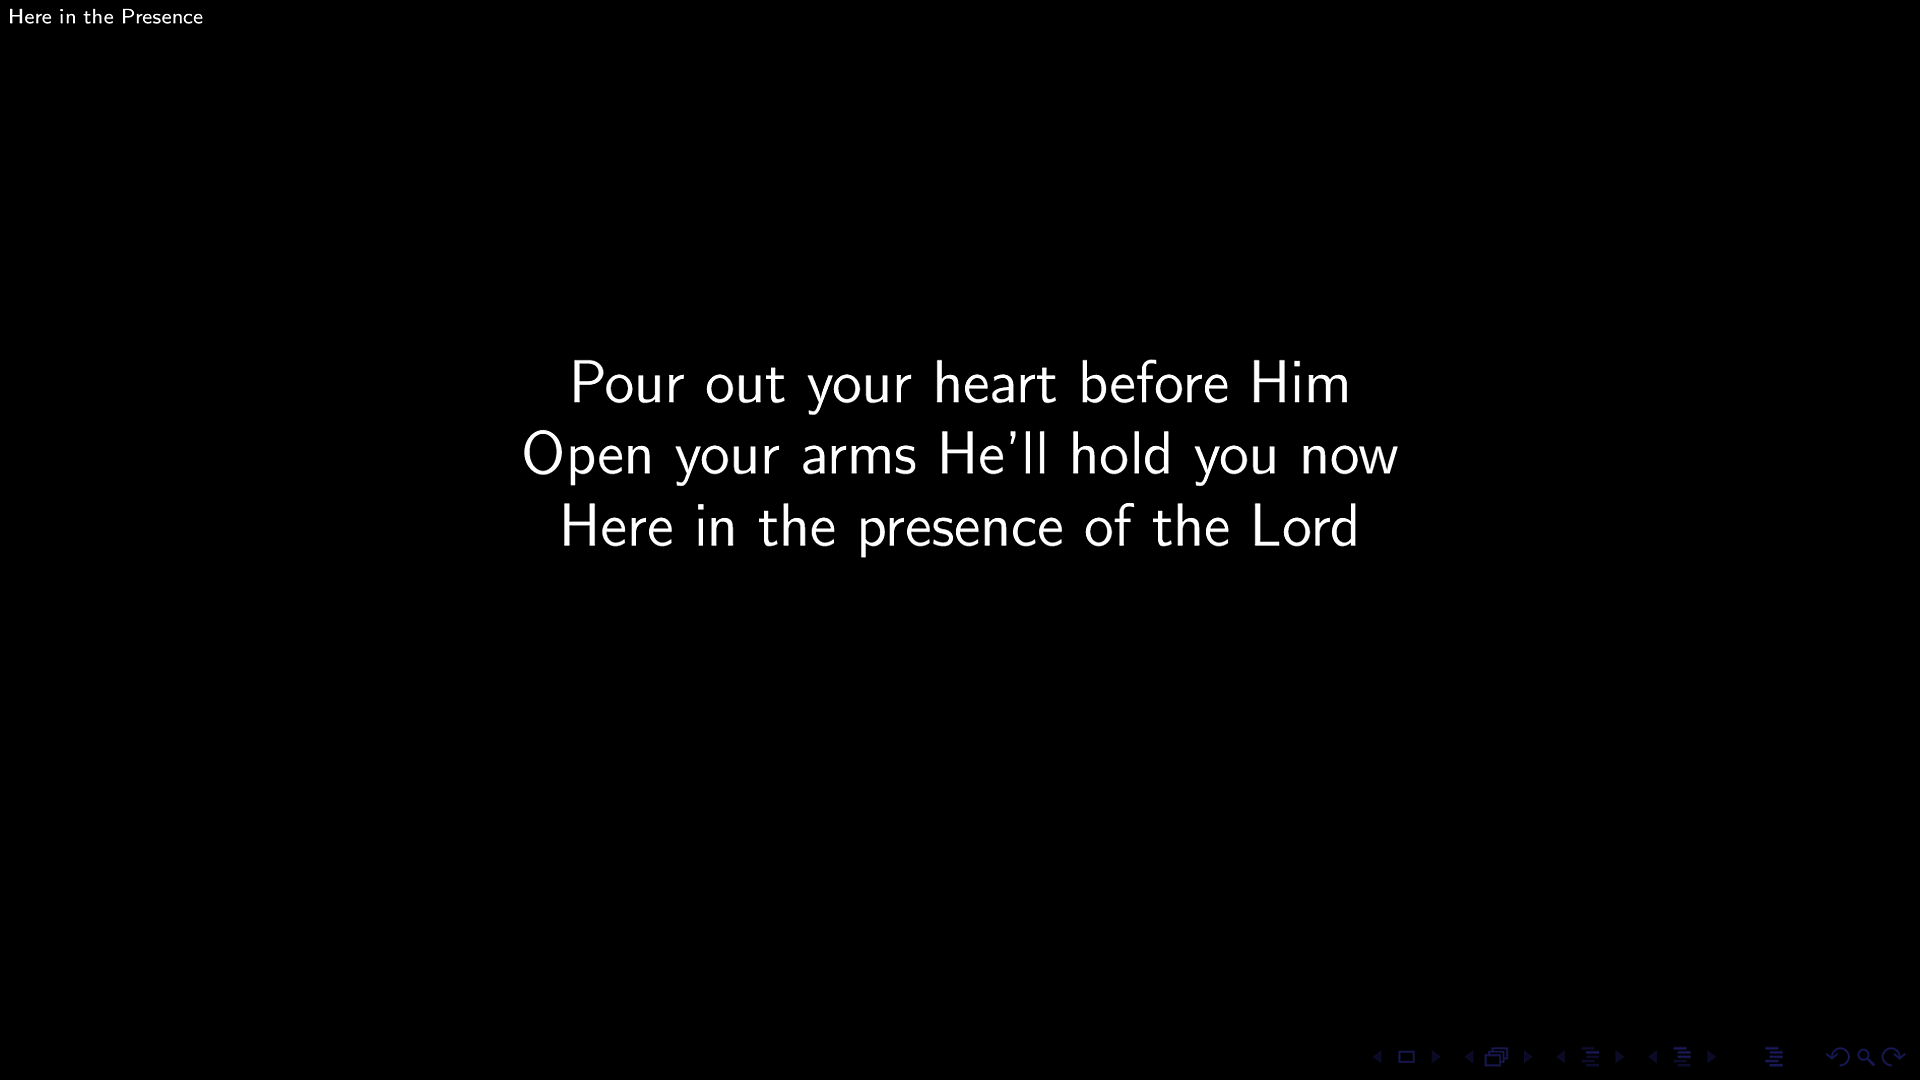 Here in the Presence
Pour out your heart before Him
Open your arms He'll hold you now
Here in the presence of the Lord